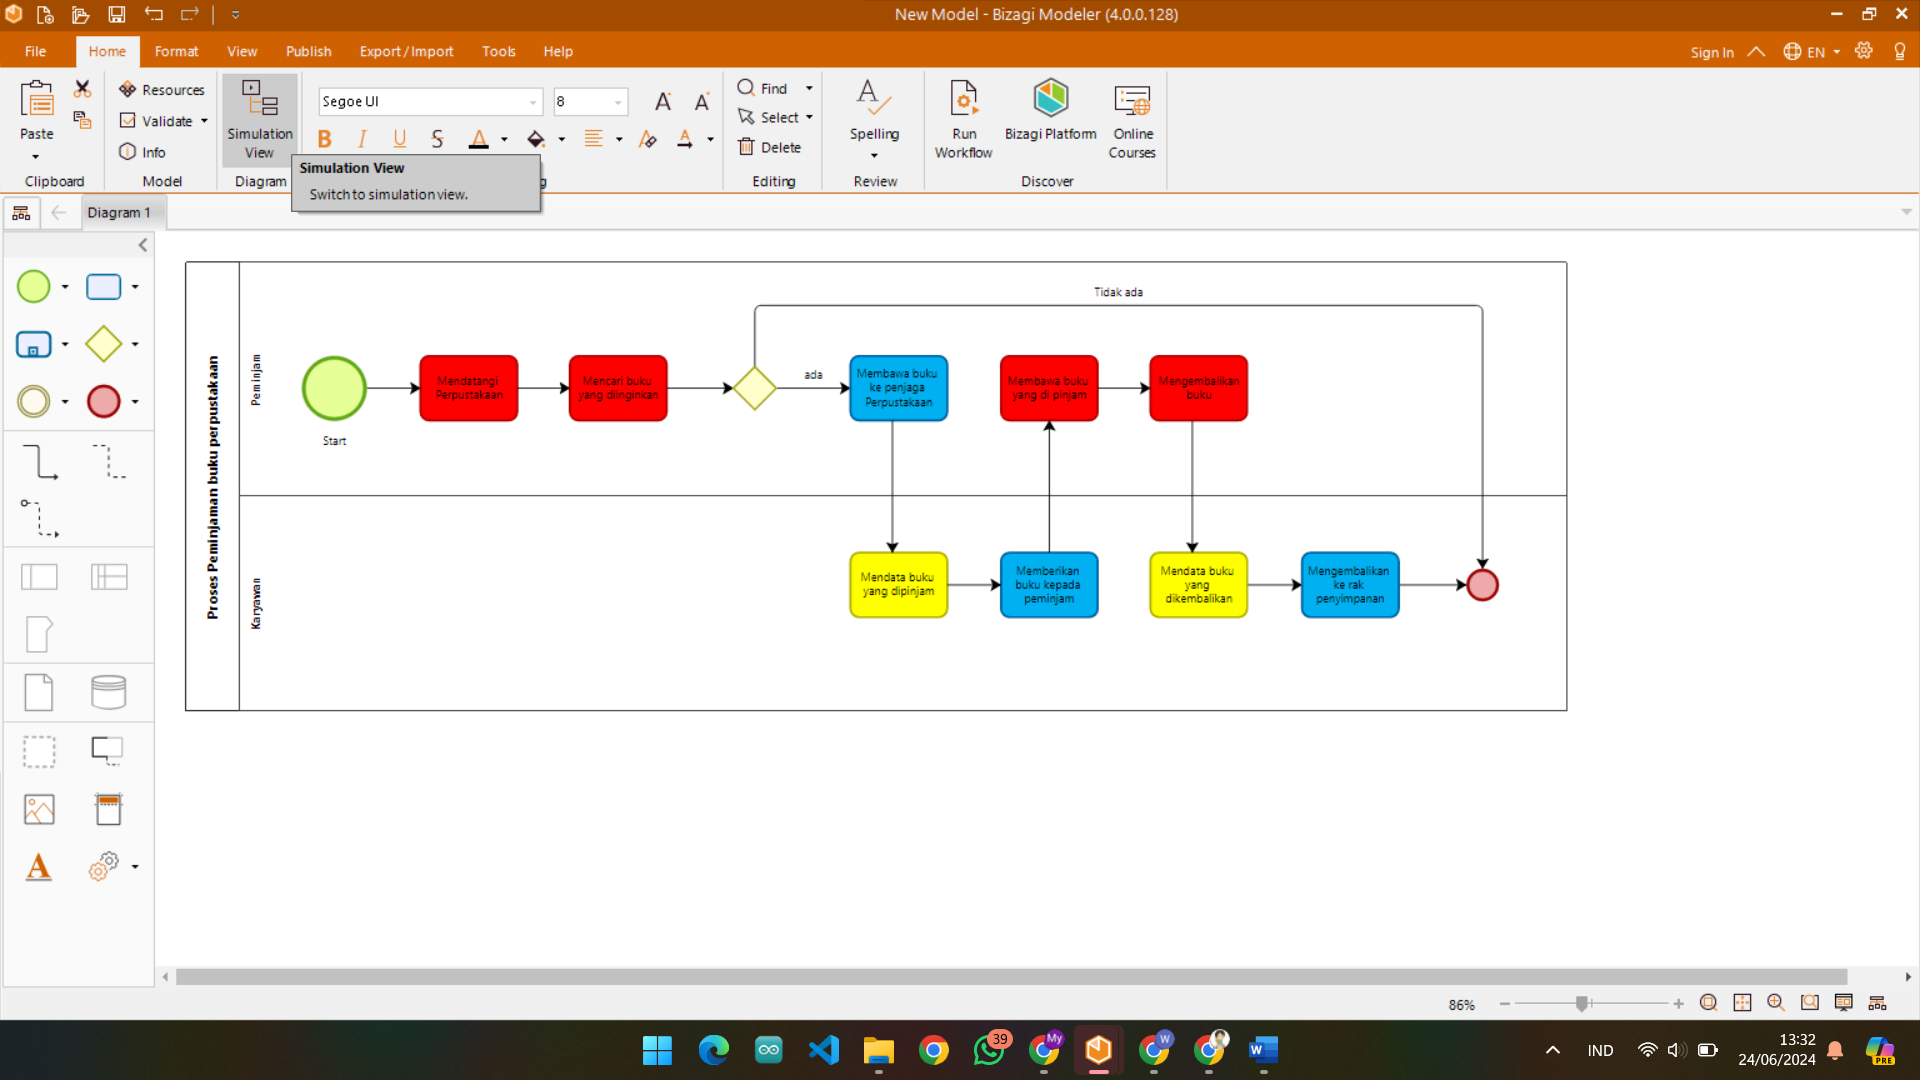 New Model - Bizagi Modeler (4.0.0.128)
File Home Format View Publish Export / Import Tools Help
Sign In EN
Paste
Clipboard
Resources
Validate
Info
Model
Simulation
View
Diagram
Segoe UI 8
B I U S
g
Simulation View
Switch to simulation view.
Find
Select
Delete
Editing
Spelling
Review
Run
Workflow
Bizagi Platform
Online
Courses
Discover
Diagram 1
Proses Peminjaman buku perpustakaan
Peminjam
Karyawan
Start
Mendatangi
Perpustakaan
Mencari buku
yang diinginkan
ada
Tidak ada
Membawa buku
ke penjaga
Perpustakaan
Membawa buku
yang di pinjam
Mengembalikan
buku
Mendata buku
yang dipinjam
Memberikan
buku kepada
peminjam
Mendata buku
yang
dikembalikan
Mengembalikan
ke rak
penyimpanan
86%
39
My
W
W
IND
13:32
24/06/2024
PRE